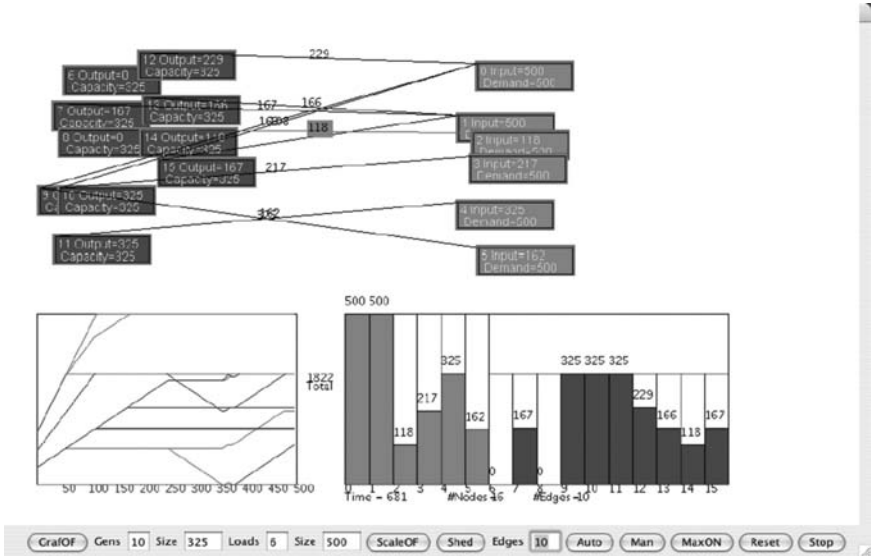 12 Output=229
Capacity=325
229
6 Output=0
Capacity=325
0 Input=500
Demand=500
7 Output=167
Capacity=325
13 Output=166
Capacity=325
167
166
1 Input=500
118
8 Output=0
Capacity=325
14 Output=118
Capacity=325
2 Input=118
Demand=500
15 Output=167
Capacity=325
217
3 Input=217
Demand=500
10 Output=325
Capacity=325
162
4 Input=325
Demand=500
11 Output=325
Capacity=325
5 Input=162
Demand=500
500 500
1822
Total
118
217
325
162
0
167
0
325 325 325
229
166
118
167
50 100 150 200 250 300 350 400 450 500
0 1 2 3 4 5 6 7 8 9 10 11 12 13 14 15
Time = 681 #Nodes 16 #Edges 10
GrafOF Gens 10 Size 325 Loads 6 Size 500 ScaleOF Shed Edges 10 Auto Man MaxON Reset Stop